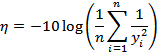 η = −10 log(1/n ∑_{i=1}^{n} 1/y_i^2)